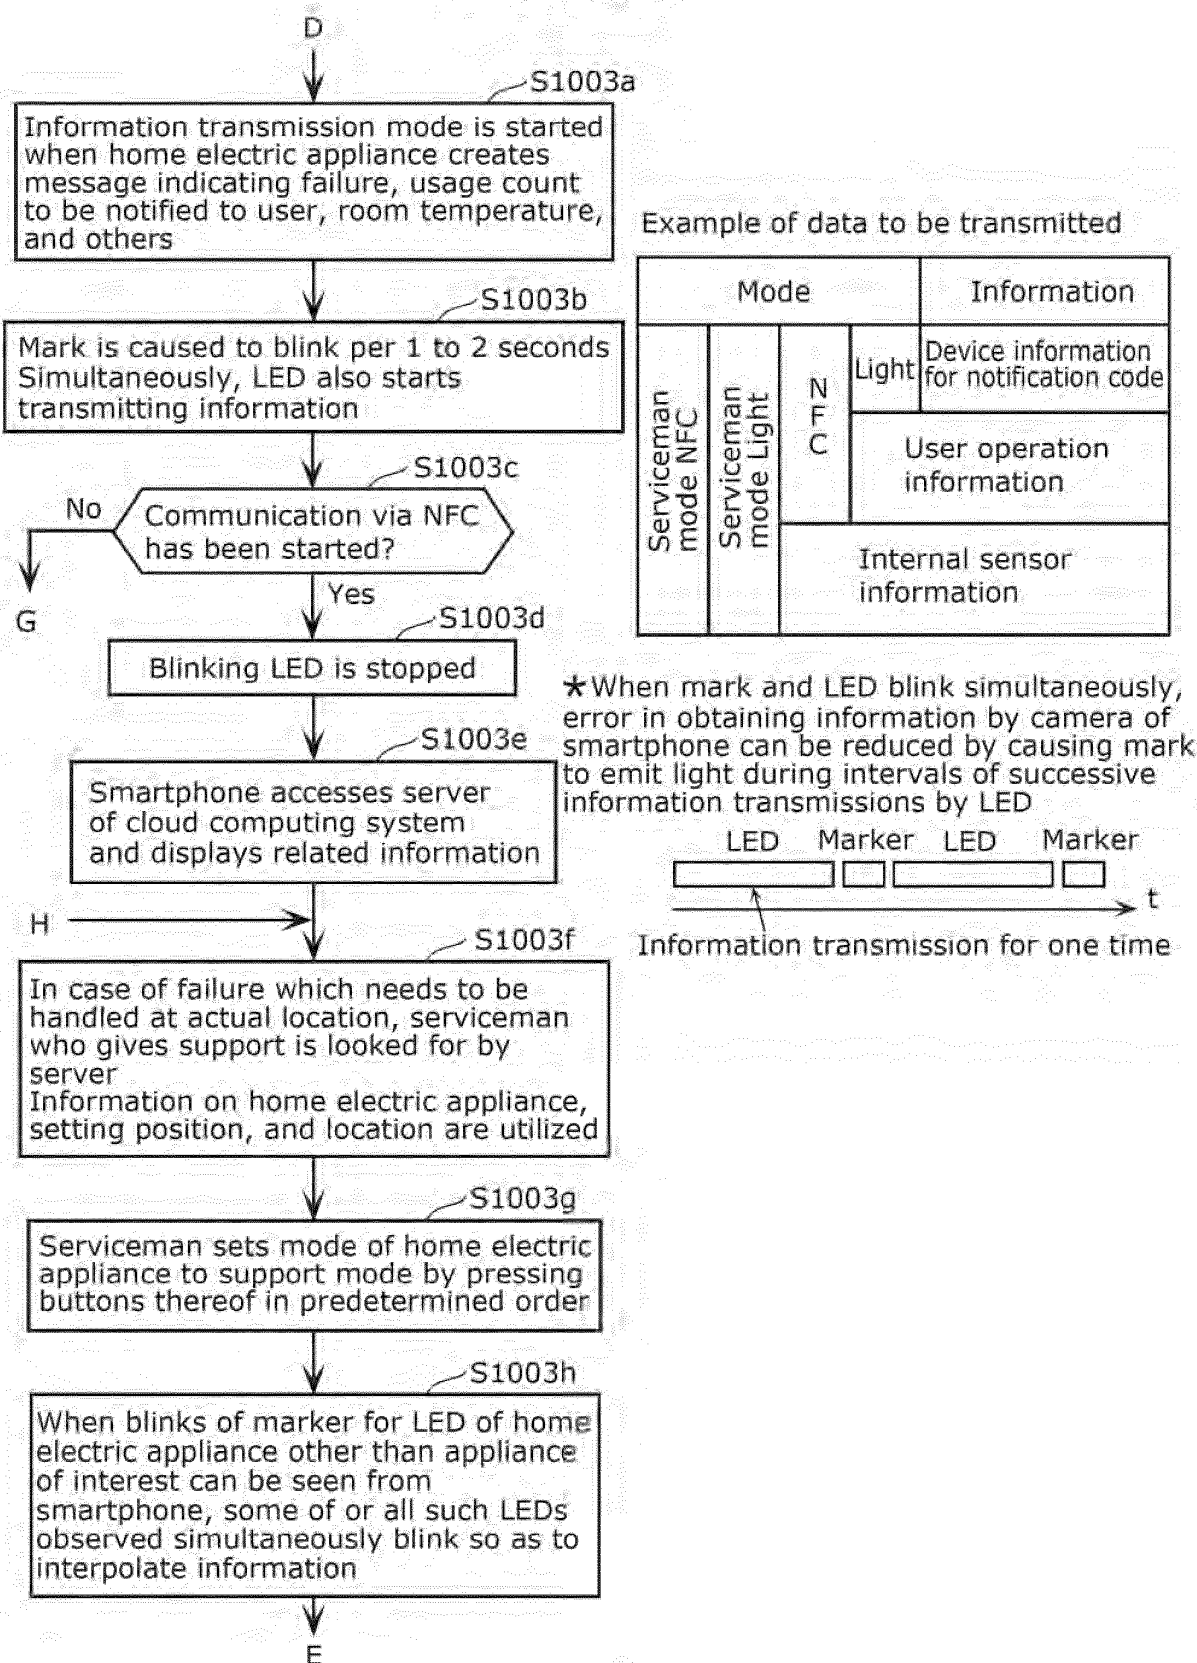 D
S1003a
Information transmission mode is started
when home electric appliance creates
message indicating failure, usage count
to be notified to user, room temperature,
and others
S1003b
Mark is caused to blink per 1 to 2 seconds
Simultaneously, LED also starts
transmitting information
S1003c
No
Communication via NFC
has been started?
G
Yes
S1003d
Blinking LED is stopped
S1003e
Smartphone accesses server
of cloud computing system
and displays related information
H
S1003f
In case of failure which needs to be
handled at actual location, serviceman
who gives support is looked for by
server
Information on home electric appliance,
setting position, and location are utilized
S1003g
Serviceman sets mode of home electric
appliance to support mode by pressing
buttons thereof in predetermined order
S1003h
When blinks of marker for LED of home
electric appliance other than appliance
of interest can be seen from
smartphone, some of or all such LEDs
observed simultaneously blink so as to
interpolate information
E
Example of data to be transmitted
Mode
Information
Serviceman
mode NFC
Serviceman
mode Light
N
F
C
Light
Device information
for notification code
User operation
information
Internal sensor
information
*When mark and LED blink simultaneously,
error in obtaining information by camera of
smartphone can be reduced by causing mark
to emit light during intervals of successive
information transmissions by LED
LED Marker LED Marker
t
Information transmission for one time